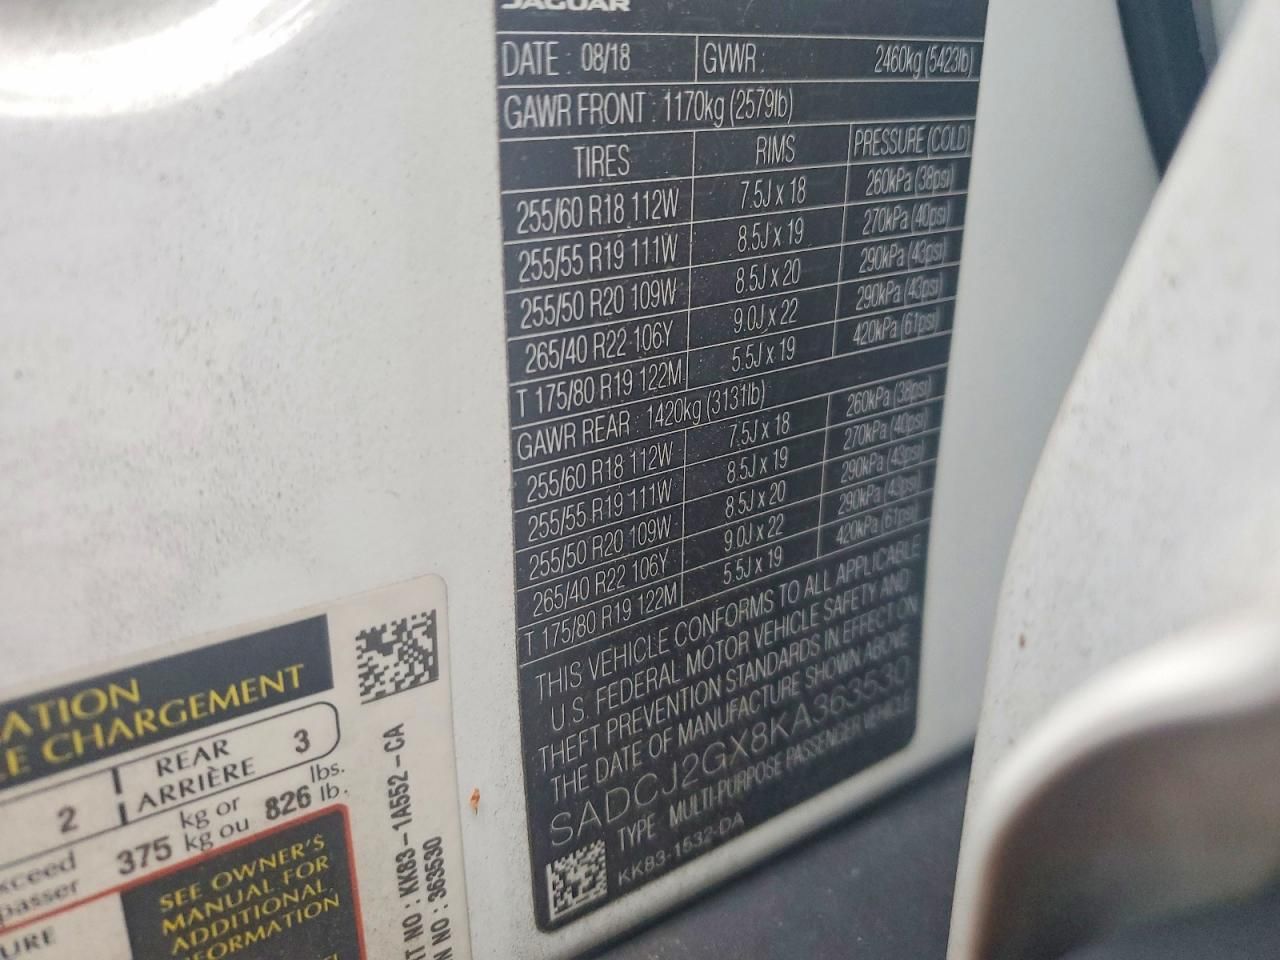 JAGUAR
DATE : 08/18 GVWR : 2460kg (5423lb)
GAWR FRONT : 1170kg (2579lb)
TIRES RIMS PRESSURE (COLD)
255/60 R18 112W 7.5J x 18 260kPa (38psi)
255/55 R19 111W 8.5J x 19 270kPa (40psi)
255/50 R20 109W 8.5J x 20 290kPa (43psi)
265/40 R22 106Y 9.0J x 22 290kPa (43psi)
T 175/80 R19 122M 5.5J x 19 420kPa (61psi)
GAWR REAR : 1420kg (3131lb)
255/60 R18 112W 7.5J x 18 260kPa (38psi)
255/55 R19 111W 8.5J x 19 270kPa (40psi)
255/50 R20 109W 8.5J x 20 290kPa (43psi)
265/40 R22 106Y 9.0J x 22 290kPa (43psi)
T 175/80 R19 122M 5.5J x 19 420kPa (61psi)
THIS VEHICLE CONFORMS TO ALL APPLICABLE
U.S. FEDERAL MOTOR VEHICLE SAFETY AND
THEFT PREVENTION STANDARDS IN EFFECT ON
THE DATE OF MANUFACTURE SHOWN ABOVE
SADCJ2GX8KA363530
TYPE MULTI-PURPOSE PASSENGER VEHICLE
KK83-1532-DA
ATION
E CHARGEMENT
2 REAR 3
ARRIÈRE
xceed 375 kg or 826 lbs.
passer kg ou lb.
URE
SEE OWNER'S
MANUAL FOR
ADDITIONAL
FORMATION
RT NO : KK83-1A552-CA
N NO : 363530